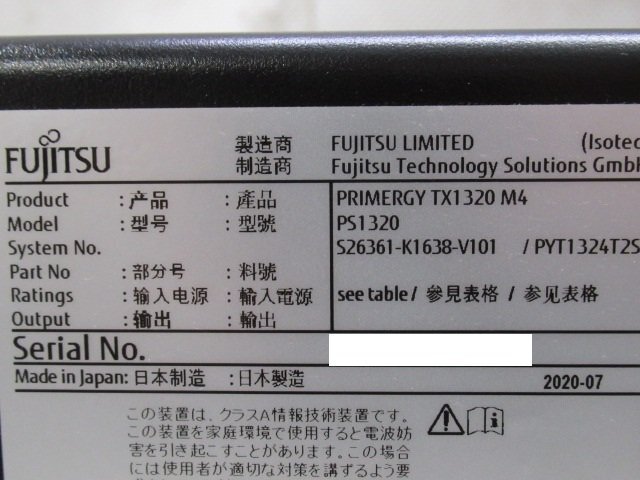 FUJITSU
製造商 FUJITSU LIMITED (Isotec
制造商 Fujitsu Technology Solutions GmbH
Product : 产品 : 產品 PRIMERGY TX1320 M4
Model : 型号 : 型號 PS1320
System No. S26361-K1638-V101 / PYT1324T2S
Part No : 部分号 : 料號
Ratings : 输入电源 : 輸入電源 see table/ 參見表格 / 参见表格
Output : 输出 : 輸出
Serial No.
Made in Japan: 日本制造 : 日本製造 2020-07
この装置は、クラスA情報技術装置です。
この装置を家庭環境で使用すると電波妨
害を引き起こすことがあります。この場合
には使用者が適切な対策を講ずるよう要